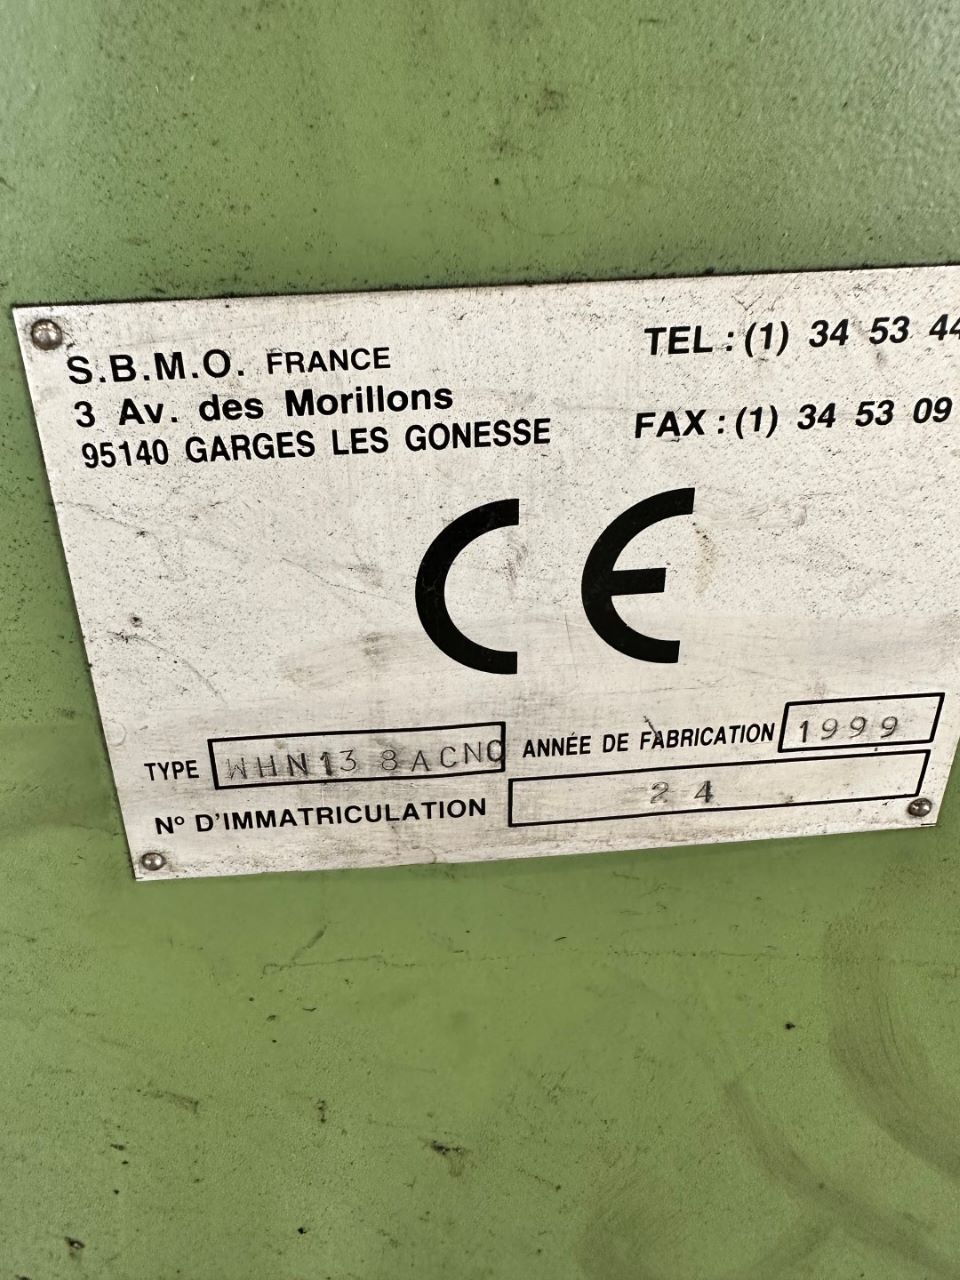 S.B.M.O. FRANCE
3 Av. des Morillons
95140 GARGES LES GONESSE
TEL : (1) 34 53 44
FAX : (1) 34 53 09
CE
TYPE WHN13 8ACNC
ANNÉE DE FABRICATION 1999
Nº D'IMMATRICULATION 24